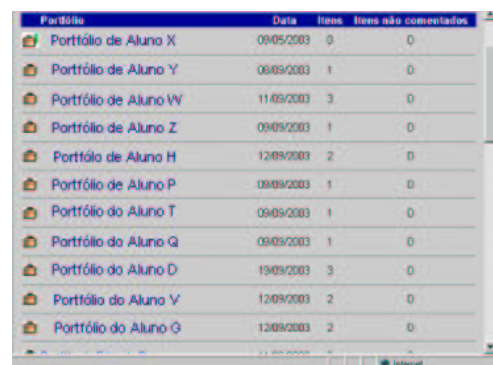 Portfólio Data Itens Itens não comentados
Portfólio de Aluno X 09/05/2003 0 0
Portfólio de Aluno Y 08/09/2003 1 0
Portfólio de Aluno W 11/09/2003 3 0
Portfólio de Aluno Z 09/09/2003 1 0
Portfólo de Aluno H 12/09/2003 2 0
Portfólio de Aluno P 09/09/2003 1 0
Portfólio do Aluno T 09/09/2003 1 0
Portfólio do Aluno Q 09/09/2003 1 0
Portfólio do Aluno D 19/09/2003 3 0
Portfólio do Aluno V 12/09/2003 2 0
Portfólio do Aluno G 12/09/2003 2 0
Internet